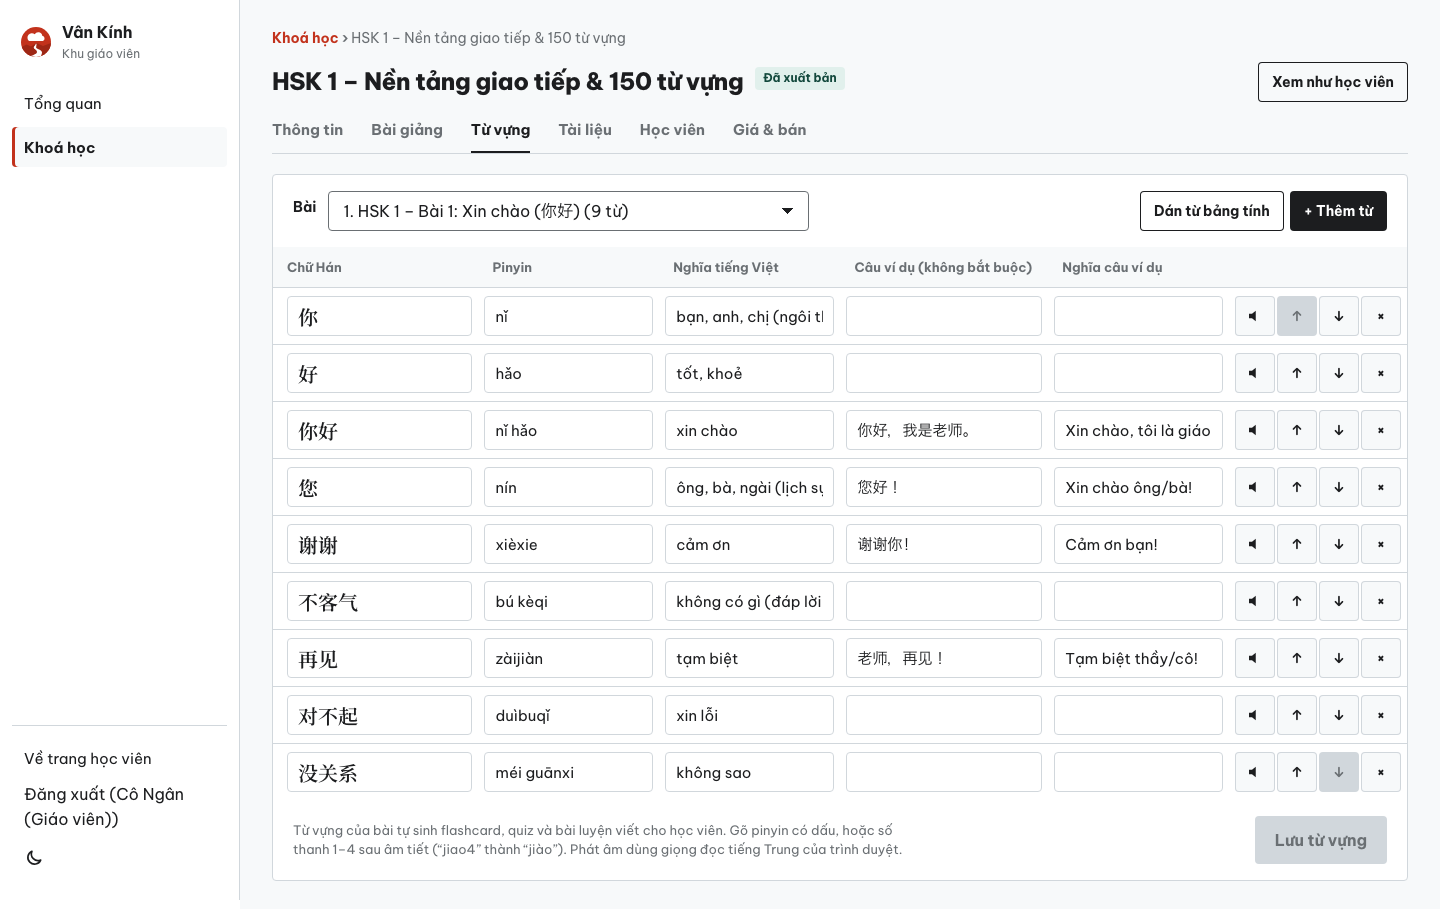 Vân Kính
Khu giáo viên
Tổng quan
Khoá học
Về trang học viên
Đăng xuất (Cô Ngân
(Giáo viên))
Khoá học › HSK 1 – Nền tảng giao tiếp & 150 từ vựng
HSK 1 – Nền tảng giao tiếp & 150 từ vựng Đã xuất bản
Xem như học viên
Thông tin Bài giảng Từ vựng Tài liệu Học viên Giá & bán
Bài 1. HSK 1 – Bài 1: Xin chào (你好) (9 từ) Dán từ bảng tính + Thêm từ
Chữ Hán Pinyin Nghĩa tiếng Việt Câu ví dụ (không bắt buộc) Nghĩa câu ví dụ
你 nǐ bạn, anh, chị (ngôi
好 hǎo tốt, khoẻ
你好 nǐ hǎo xin chào 你好，我是老师。 Xin chào, tôi là giáo
您 nín ông, bà, ngài (lịch 您好！ Xin chào ông/bà!
谢谢 xièxie cảm ơn 谢谢你！ Cảm ơn bạn!
不客气 bú kèqi không có gì (đáp lời
再见 zàijiàn tạm biệt 老师，再见！ Tạm biệt thầy/cô!
对不起 duìbuqǐ xin lỗi
没关系 méi guānxi không sao
Từ vựng của bài tự sinh flashcard, quiz và bài luyện viết cho học viên. Gõ pinyin có dấu, hoặc số
thanh 1–4 sau âm tiết (“jiao4” thành “jiào”). Phát âm dùng giọng đọc tiếng Trung của trình duyệt.
Lưu từ vựng